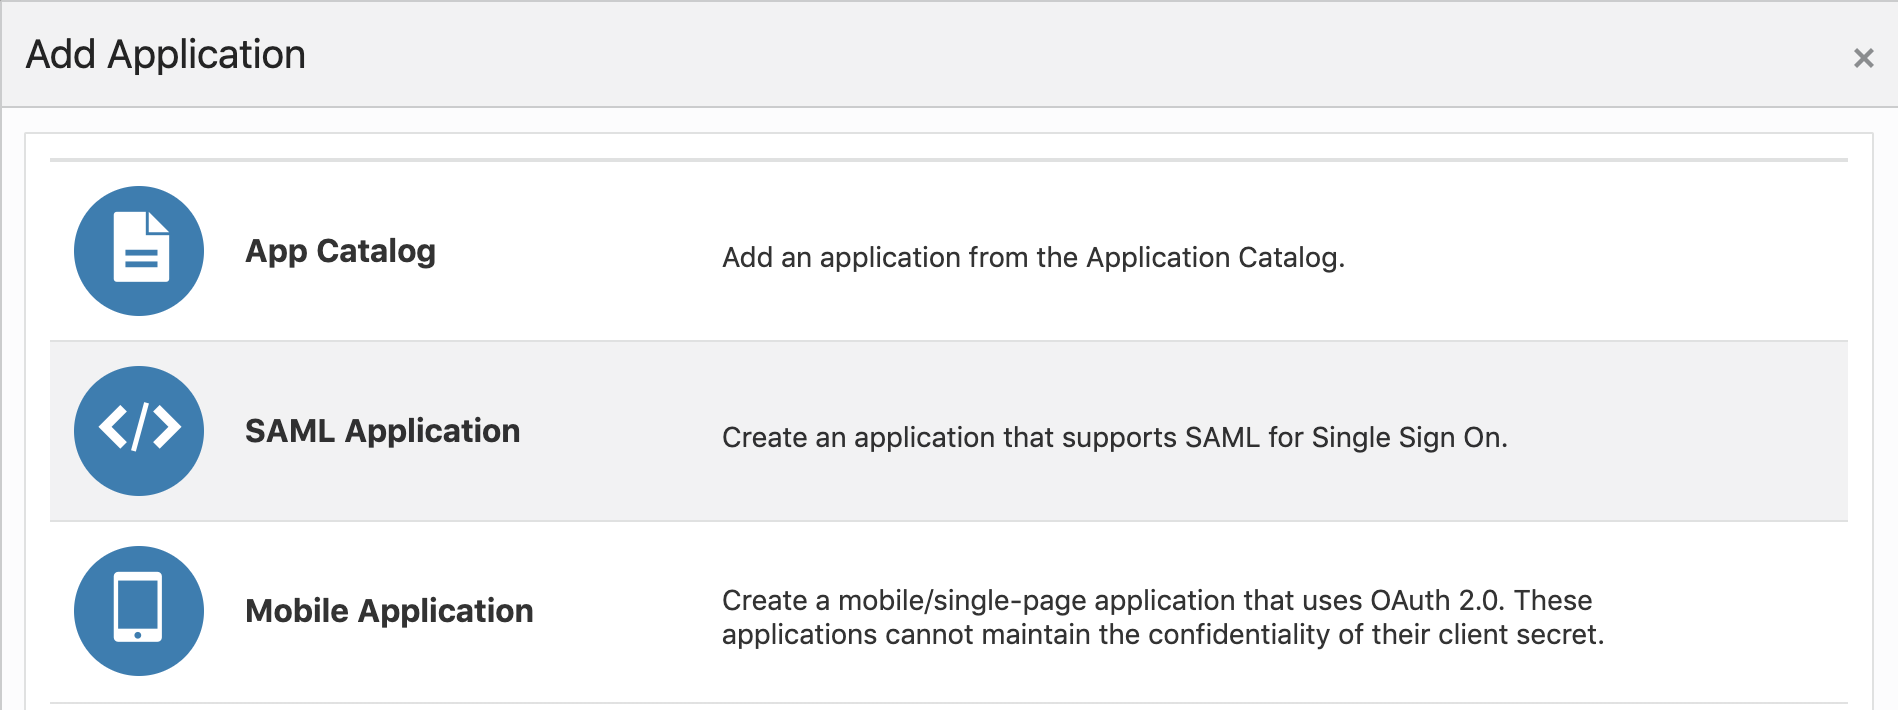 Add Application
×
App Catalog
Add an application from the Application Catalog.
SAML Application
Create an application that supports SAML for Single Sign On.
Mobile Application
Create a mobile/single-page application that uses OAuth 2.0. These
applications cannot maintain the confidentiality of their client secret.